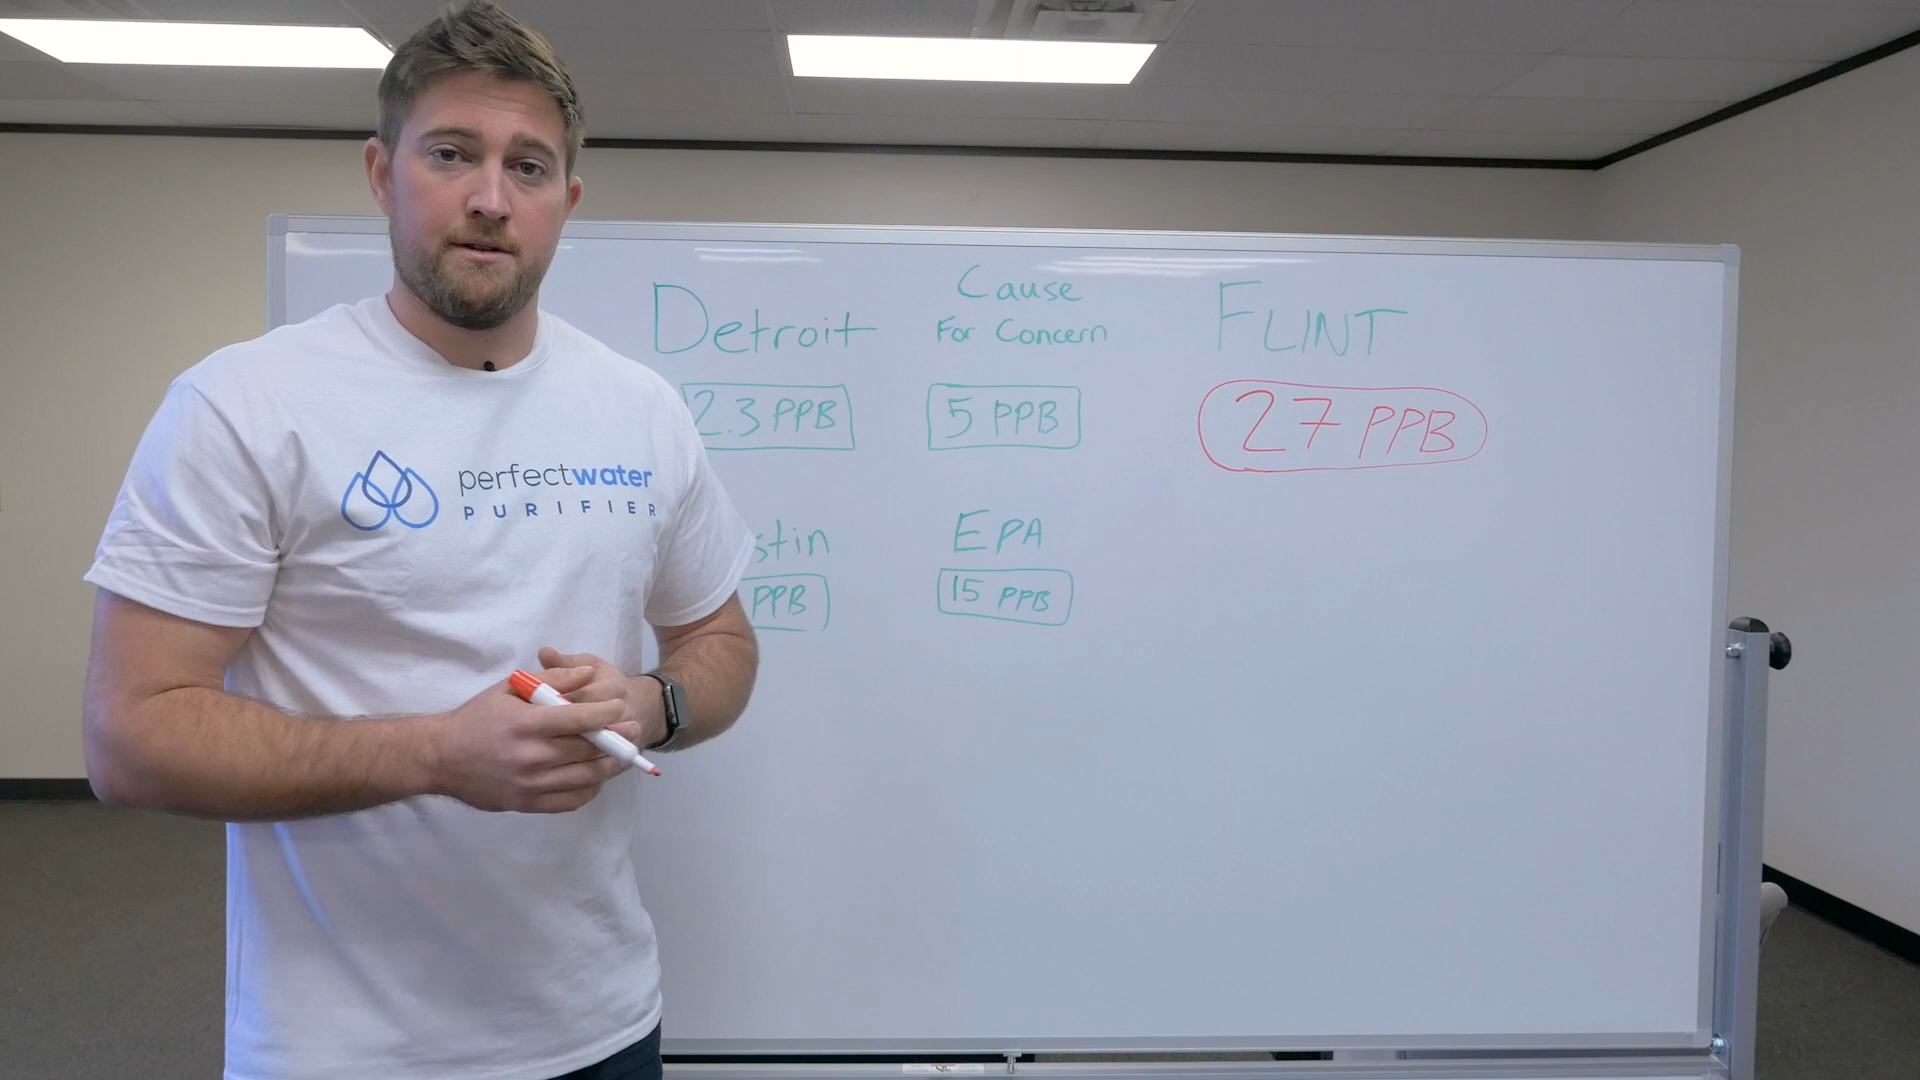 Detroit
Cause
For Concern
FLINT
2.3 PPB
5 PPB
27 PPB
stin
EPA
PPB
15 PPB
perfectwater
PURIFIER